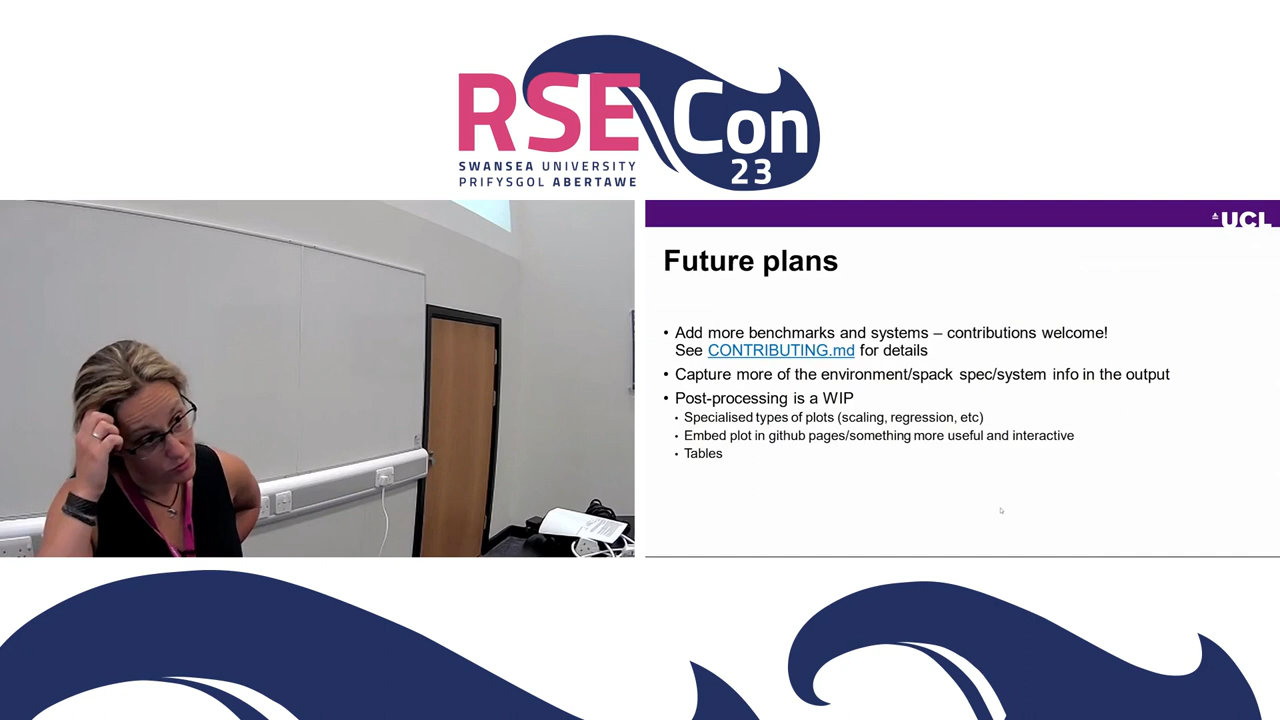 RSE Con
23
SWANSEA UNIVERSITY
PRIFYSGOL ABERTAWE
UCL
Future plans
• Add more benchmarks and systems – contributions welcome!
See CONTRIBUTING.md for details
• Capture more of the environment/spack spec/system info in the output
• Post-processing is a WIP
• Specialised types of plots (scaling, regression, etc)
• Embed plot in github pages/something more useful and interactive
• Tables